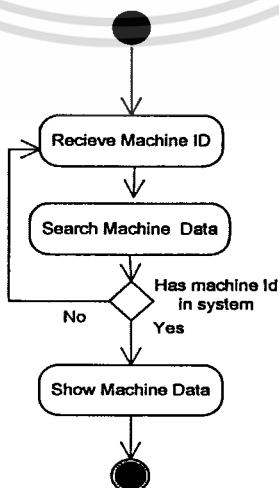 Recieve Machine ID
Search Machine Data
Has machine Id
in system
No
Yes
Show Machine Data